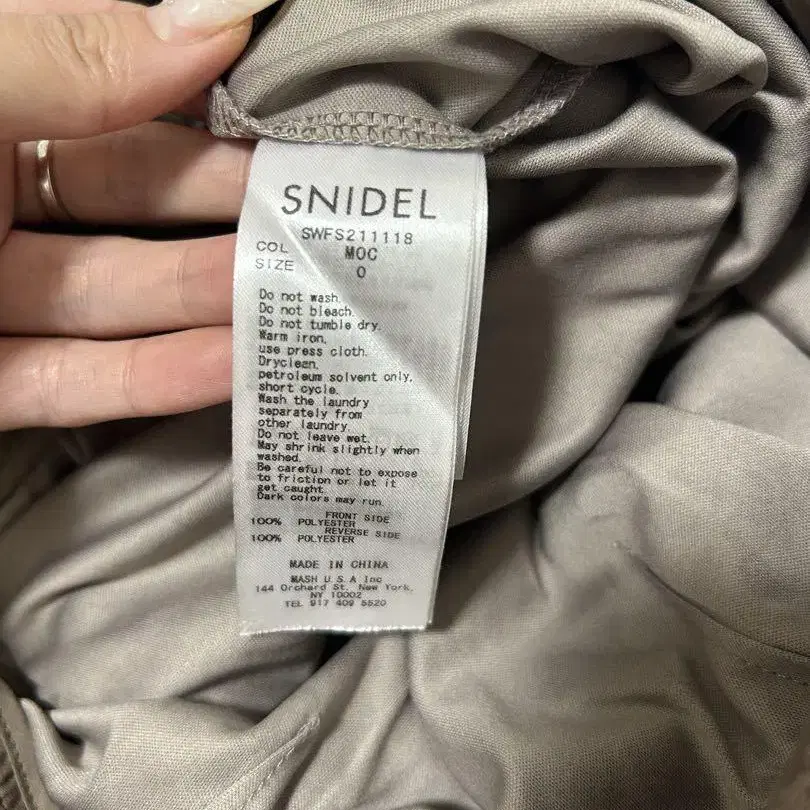 SNIDEL
SWFS211118
COL MOC
SIZE 0
Do not wash.
Do not bleach.
Do not tumble dry.
Warm iron.
use press cloth.
Dryclean.
petroleum solvent only.
short cycle.
Wash the laundry
separately from
other laundry.
Do not leave wet.
May shrink slightly when
washed.
Be careful not to expose
to friction or let it
get caught.
Dark colors may run.
FRONT SIDE
100% POLYESTER
REVERSE SIDE
100% POLYESTER
MADE IN CHINA
MASH U.S.A Inc
144 Orchard St. New York,
NY 10002
TEL 917 409 5520